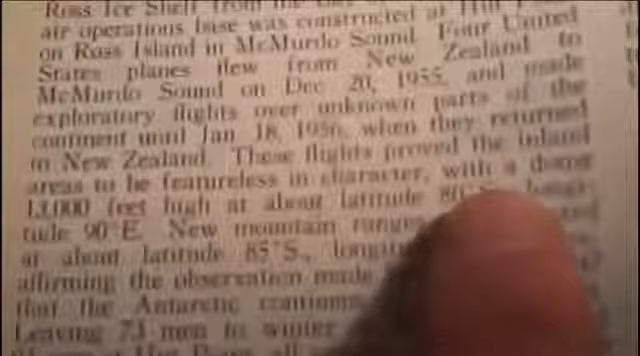 Ross Ice Shelf from the
air operations base was constructed at Hut
on Ross Island in McMurdo Sound. Four United
States planes flew from New Zealand to
McMurdo Sound on Dec. 20, 1955, and made
exploratory flights over unknown parts of the
continent until Jan. 18, 1956, when they returned
to New Zealand. These flights proved the inland
areas to be featureless in character, with a dome
13,000 feet high at about latitude 80°S., longi-
tude 90°E. New mountain ranges
at about latitude 85°S., longitu
affirming the observation made
that the Antarctic
Leaving 73 men to winter
at Hut